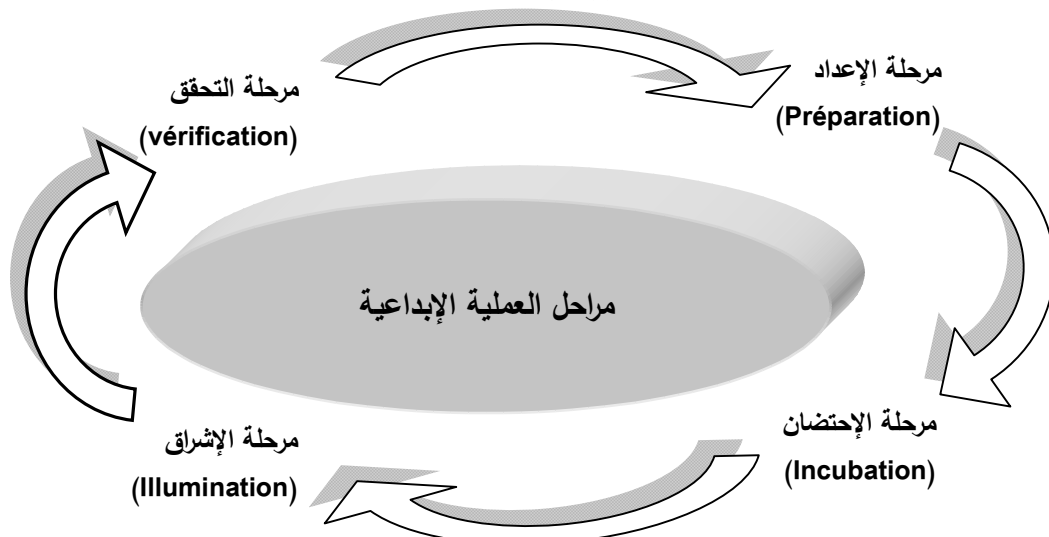 مرحلة الإعداد
(Préparation)
مرحلة التحقق
(vérification)
مراحل العملية الإبداعية
مرحلة الإحتضان
(Incubation)
مرحلة الإشراق
(Illumination)